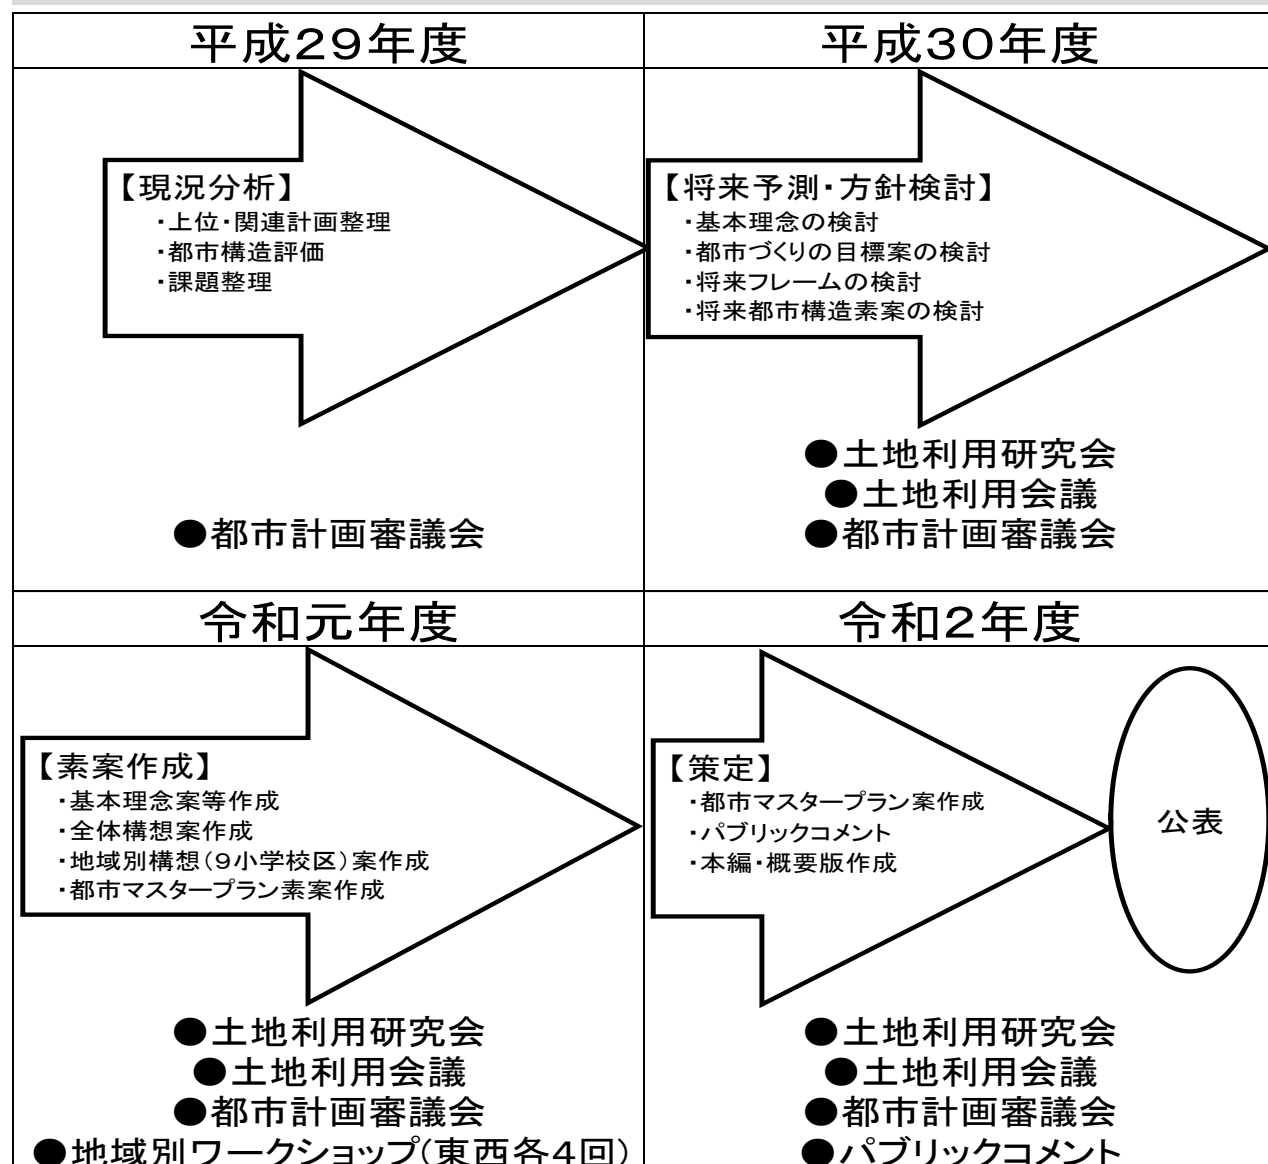 平成29年度
【現況分析】
・上位・関連計画整理
・都市構造評価
・課題整理
●都市計画審議会
平成30年度
【将来予測・方針検討】
・基本理念の検討
・都市づくりの目標案の検討
・将来フレームの検討
・将来都市構造素案の検討
●土地利用研究会
●土地利用会議
●都市計画審議会
令和元年度
【素案作成】
・基本理念案等作成
・全体構想案作成
・地域別構想(9小学校区)案作成
・都市マスタープラン素案作成
●土地利用研究会
●土地利用会議
●都市計画審議会
●地域別ワークショップ(東西各4回)
令和2年度
【策定】
・都市マスタープラン案作成
・パブリックコメント
・本編・概要版作成
公表
●土地利用研究会
●土地利用会議
●都市計画審議会
●パブリックコメント